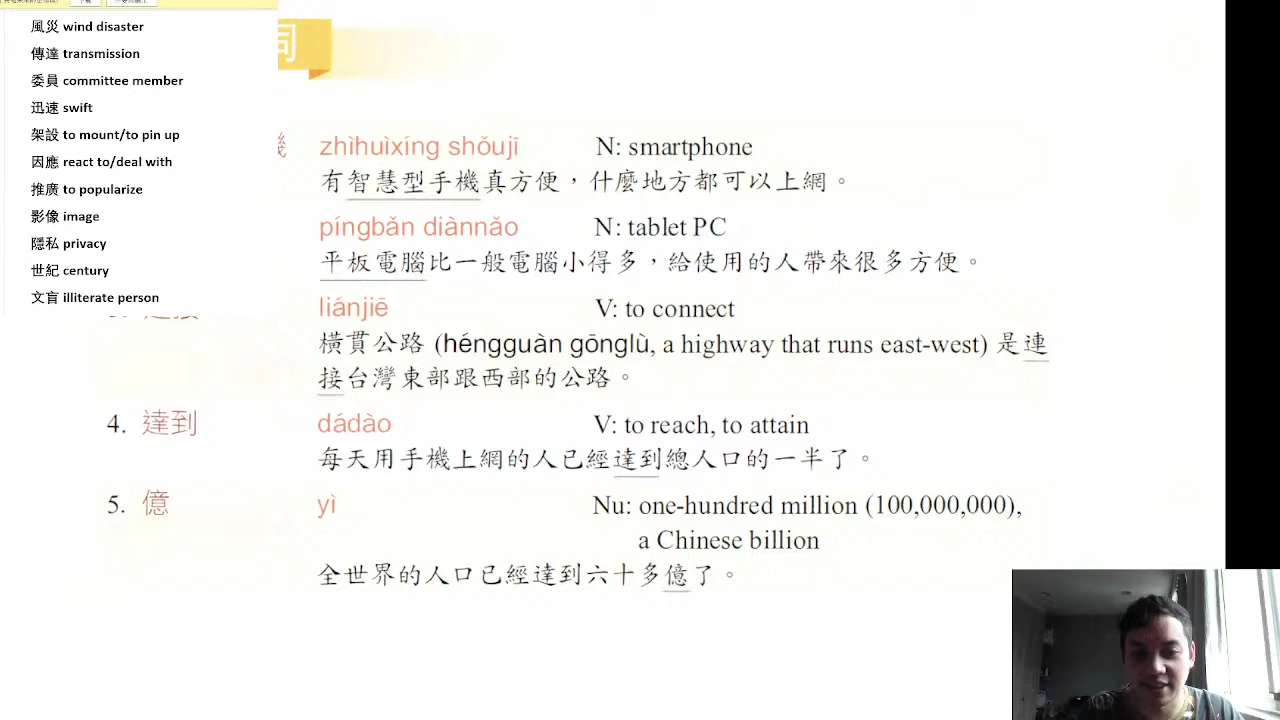 風災 wind disaster
傳達 transmission
委員 committee member
迅速 swift
架設 to mount/to pin up
因應 react to/deal with
推廣 to popularize
影像 image
隱私 privacy
世紀 century
文盲 illiterate person
詞
機 zhìhuìxíng shǒujī N: smartphone
有智慧型手機真方便，什麼地方都可以上網。
píngbǎn diànnǎo N: tablet PC
平板電腦比一般電腦小得多，給使用的人帶來很多方便。
liánjiē V: to connect
橫貫公路 (héngguàn gōnglù, a highway that runs east-west) 是連
接台灣東部跟西部的公路。
4. 達到 dádào V: to reach, to attain
每天用手機上網的人已經達到總人口的一半了。
5. 億 yì Nu: one-hundred million (100,000,000),
a Chinese billion
全世界的人口已經達到六十多億了。